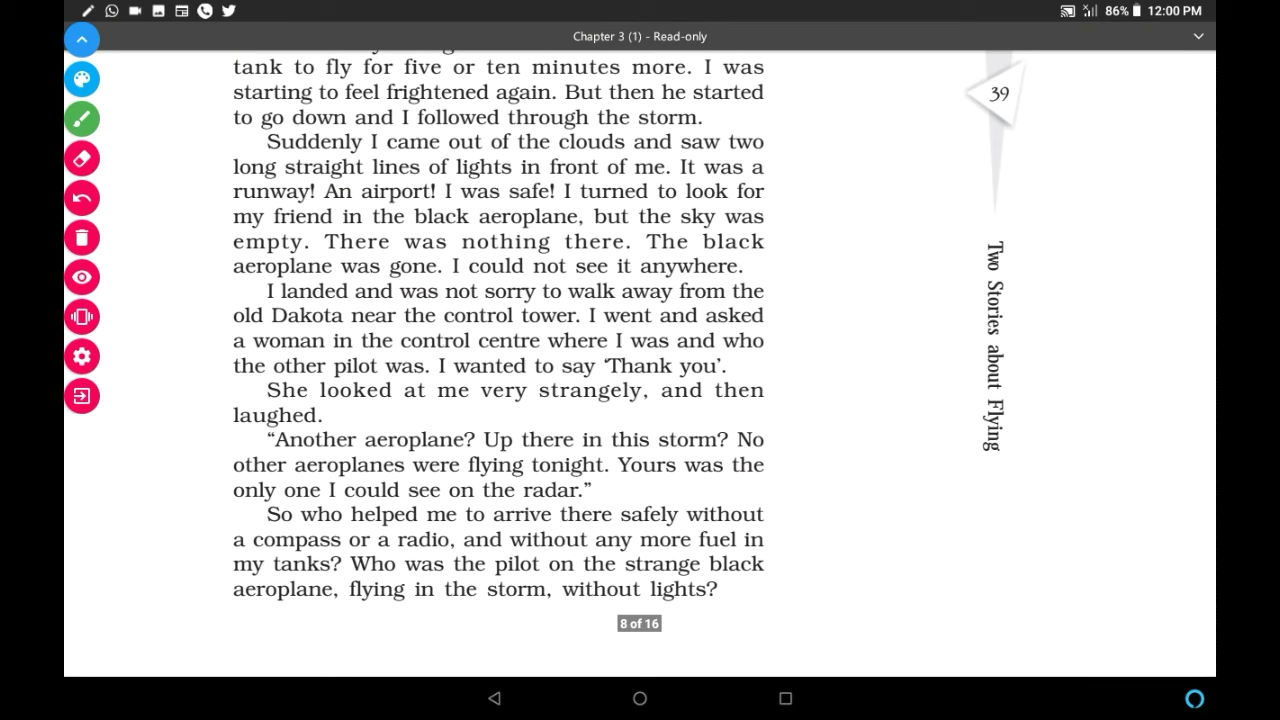 86% 12:00 PM
Chapter 3 (1) - Read-only
tank to fly for five or ten minutes more. I was
starting to feel frightened again. But then he started
to go down and I followed through the storm.
Suddenly I came out of the clouds and saw two
long straight lines of lights in front of me. It was a
runway! An airport! I was safe! I turned to look for
my friend in the black aeroplane, but the sky was
empty. There was nothing there. The black
aeroplane was gone. I could not see it anywhere.
I landed and was not sorry to walk away from the
old Dakota near the control tower. I went and asked
a woman in the control centre where I was and who
the other pilot was. I wanted to say ‘Thank you’.
She looked at me very strangely, and then
laughed.
“Another aeroplane? Up there in this storm? No
other aeroplanes were flying tonight. Yours was the
only one I could see on the radar.”
So who helped me to arrive there safely without
a compass or a radio, and without any more fuel in
my tanks? Who was the pilot on the strange black
aeroplane, flying in the storm, without lights?
39
Two Stories about Flying
8 of 16